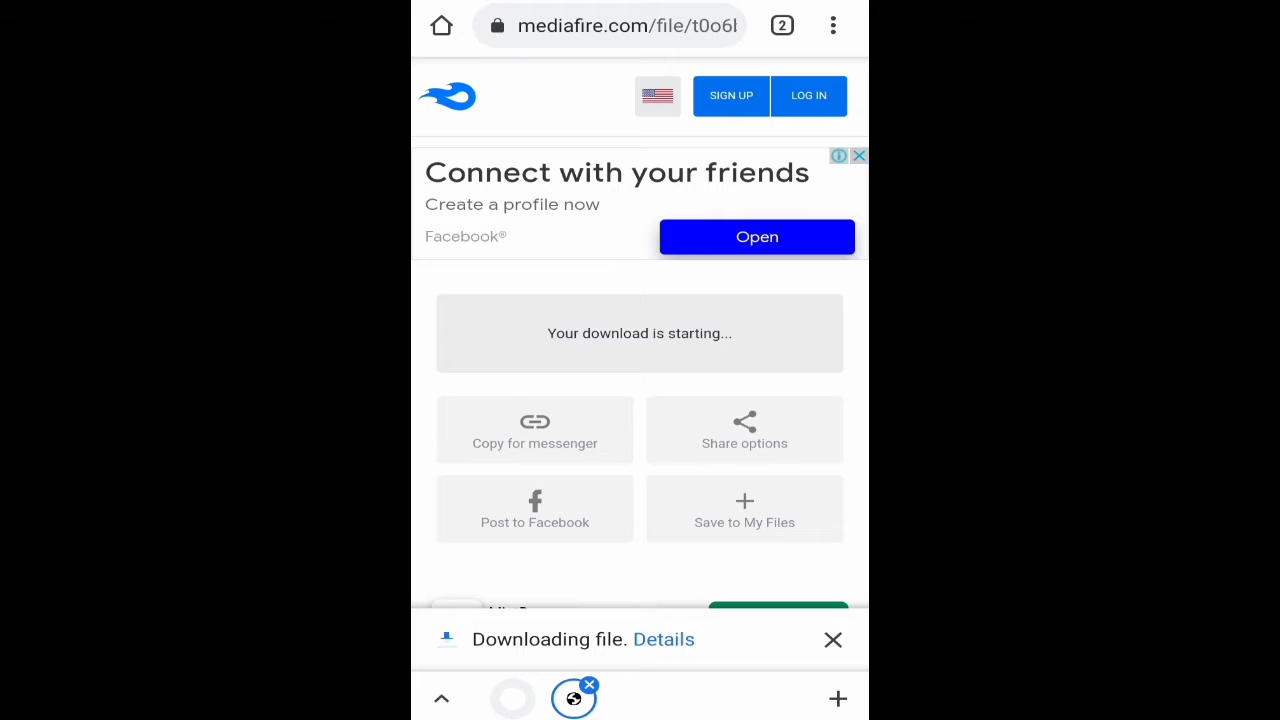 mediafire.com/file/t0o6
2
SIGN UP
LOG IN
Connect with your friends
Create a profile now
Facebook®
Open
Your download is starting...
Copy for messenger
Share options
Post to Facebook
Save to My Files
Downloading file. Details